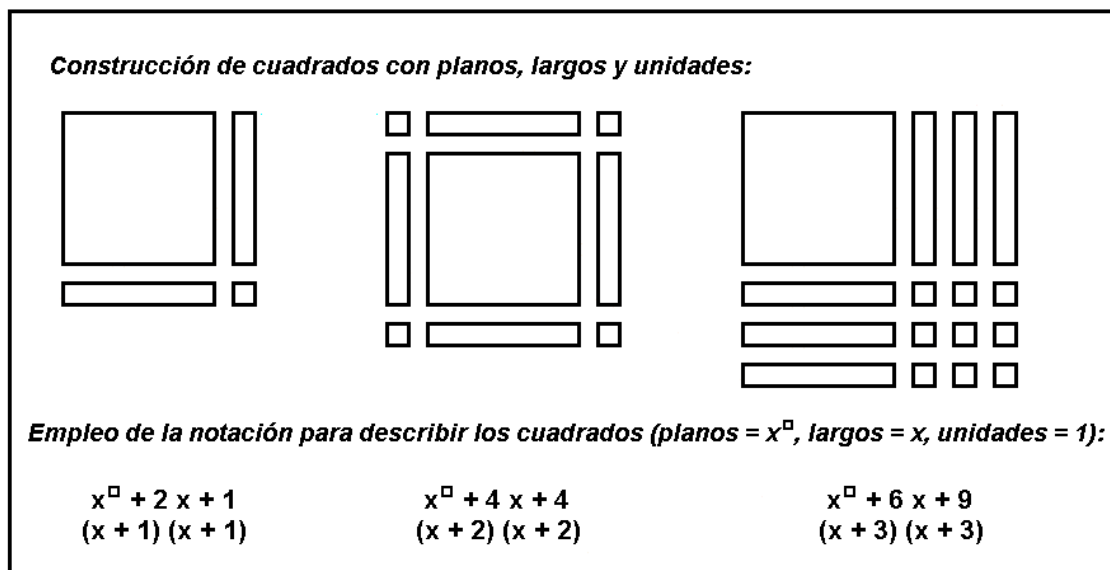 Construcción de cuadrados con planos, largos y unidades:
Empleo de la notación para describir los cuadrados (planos = x□, largos = x, unidades = 1):
x□ + 2 x + 1
(x + 1) (x + 1)
x□ + 4 x + 4
(x + 2) (x + 2)
x□ + 6 x + 9
(x + 3) (x + 3)